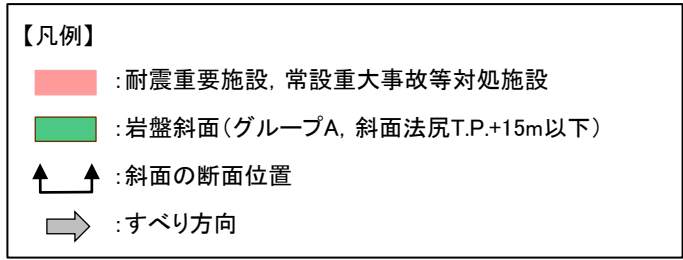 【凡例】
:耐震重要施設，常設重大事故等対処施設
:岩盤斜面(グループA，斜面法尻T.P.+15m以下)
:斜面の断面位置
:すべり方向